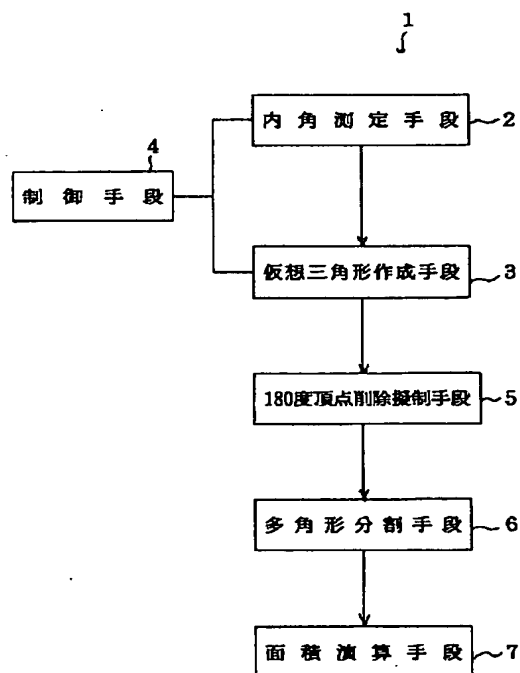 1
内角測定手段 2
4
制御手段
仮想三角形作成手段 3
180度頂点削除擬制手段 5
多角形分割手段 6
面積演算手段 7